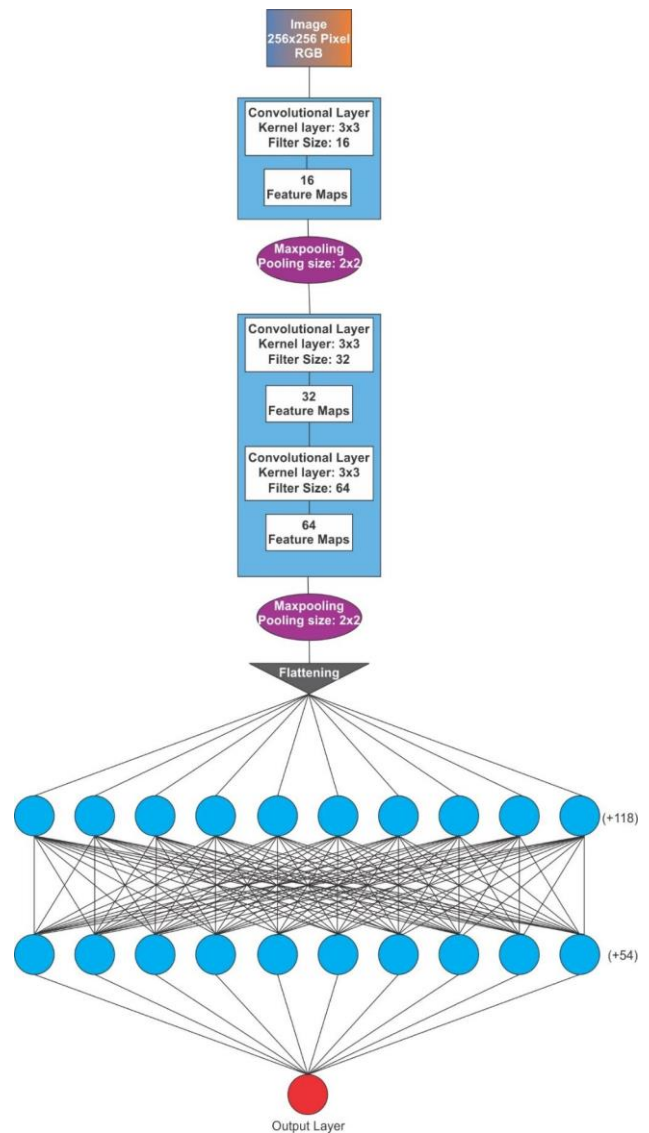 Image
256x256 Pixel
RGB
Convolutional Layer
Kernel layer: 3x3
Filter Size: 16
16
Feature Maps
Maxpooling
Pooling size: 2x2
Convolutional Layer
Kernel layer: 3x3
Filter Size: 32
32
Feature Maps
Convolutional Layer
Kernel layer: 3x3
Filter Size: 64
64
Feature Maps
Maxpooling
Pooling size: 2x2
Flattening
(+118)
(+54)
Output Layer